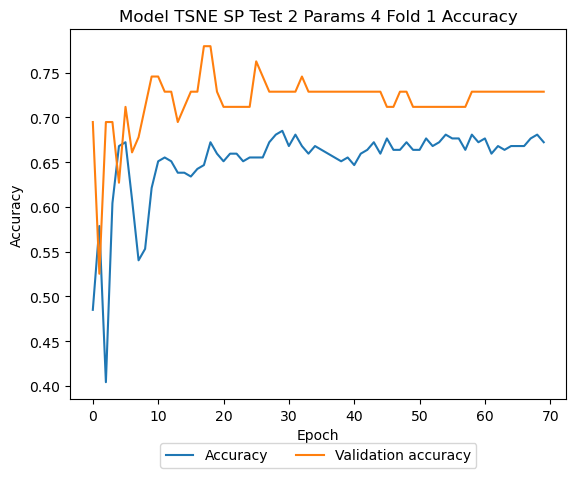 Model TSNE SP Test 2 Params 4 Fold 1 Accuracy
Accuracy
0.75
0.70
0.65
0.60
0.55
0.50
0.45
0.40
0 10 20 30 40 50 60 70
Epoch
Accuracy Validation accuracy